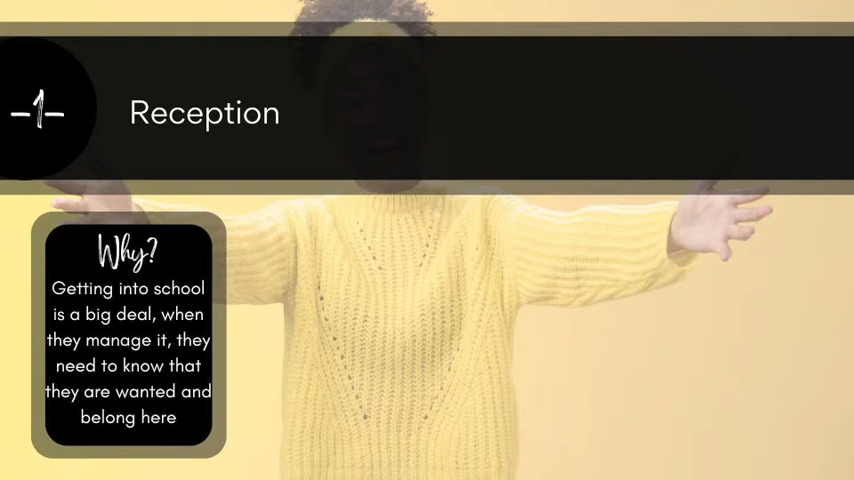 -1-
Reception
Why?
Getting into school
is a big deal, when
they manage it, they
need to know that
they are wanted and
belong here